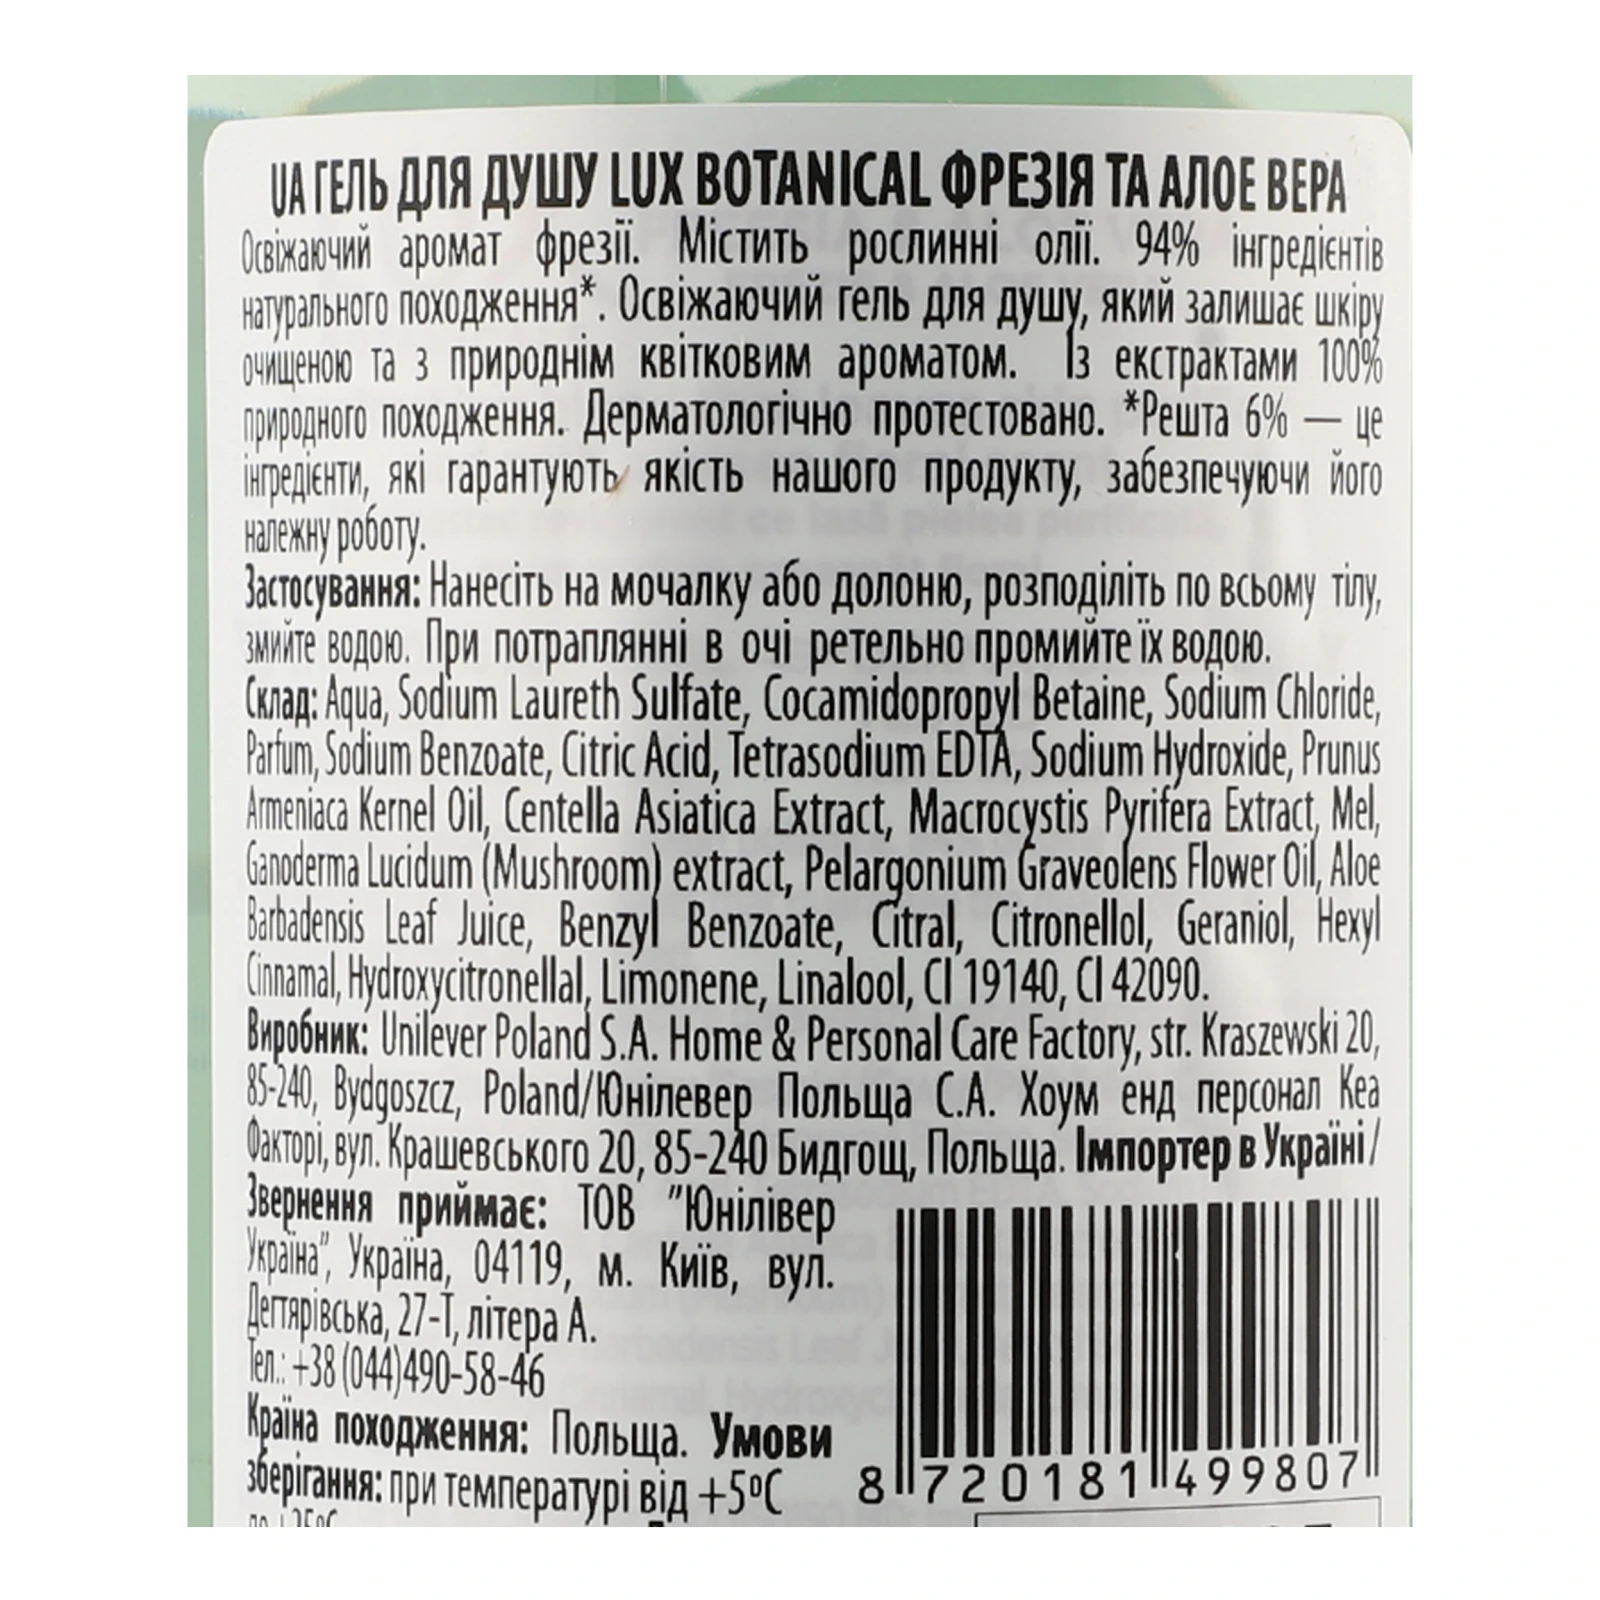 UA ГЕЛЬ ДЛЯ ДУШУ LUX BOTANICAL ФРЕЗІЯ ТА АЛОЕ ВЕРА
Освіжаючий аромат фрезії. Містить рослинні олії. 94% інгредієнтів
натурального походження*. Освіжаючий гель для душу, який залишає шкіру
очищеною та з природнім квітковим ароматом. Із екстрактами 100%
природного походження. Дерматологічно протестовано. *Решта 6% — це
інгредієнти, які гарантують якість нашого продукту, забезпечуючи його
належну роботу.
Застосування: Нанесіть на мочалку або долоню, розподіліть по всьому тілу,
змийте водою. При потраплянні в очі ретельно промийте їх водою.
Склад: Aqua, Sodium Laureth Sulfate, Cocamidopropyl Betaine, Sodium Chloride,
Parfum, Sodium Benzoate, Citric Acid, Tetrasodium EDTA, Sodium Hydroxide, Prunus
Armeniaca Kernel Oil, Centella Asiatica Extract, Macrocystis Pyrifera Extract, Mel,
Ganoderma Lucidum (Mushroom) extract, Pelargonium Graveolens Flower Oil, Aloe
Barbadensis Leaf Juice, Benzyl Benzoate, Citral, Citronellol, Geraniol, Hexyl
Cinnamal, Hydroxycitronellal, Limonene, Linalool, CI 19140, CI 42090.
Виробник: Unilever Poland S.A. Home & Personal Care Factory, str. Kraszewski 20,
85-240, Bydgoszcz, Poland/Юнілевер Польща С.А. Хоум енд персонал Кеа
Факторі, вул. Крашевського 20, 85-240 Бидгощ, Польща. Імпортер в Україні/
Звернення приймає: ТОВ "Юнілівер
Україна", Україна, 04119, м. Київ, вул.
Дегтярівська, 27-Т, літера А.
Тел.: +38 (044)490-58-46
Країна походження: Польща. Умови
зберігання: при температурі від +5ºС
8 720181 499807